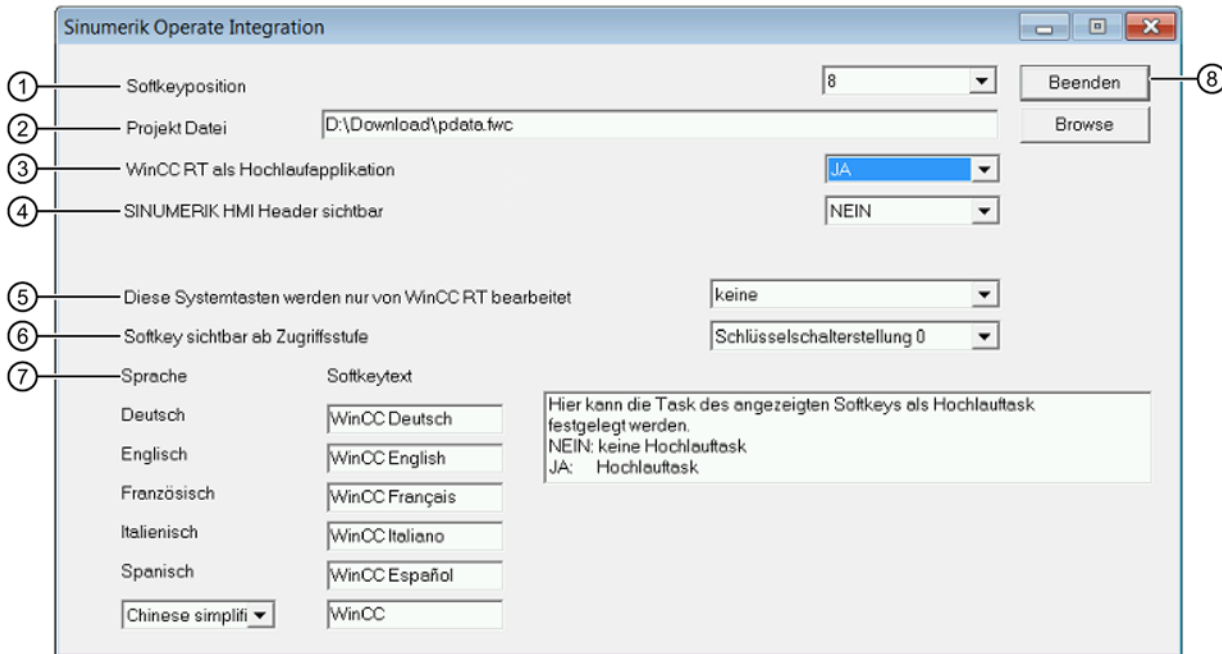 Sinumerik Operate Integration
① Softkeyposition 8 Beenden ⑧
② Projekt Datei D:\Download\pdata.fwc Browse
③ WinCC RT als Hochlaufapplikation JA
④ SINUMERIK HMI Header sichtbar NEIN
⑤ Diese Systemtasten werden nur von WinCC RT bearbeitet keine
⑥ Softkey sichtbar ab Zugriffsstufe Schlüsselschalterstellung 0
⑦ Sprache Softkeytext
Deutsch WinCC Deutsch
Englisch WinCC English
Französisch WinCC Français
Italienisch WinCC Italiano
Spanisch WinCC Español
Chinese simplifi WinCC
Hier kann die Task des angezeigten Softkeys als Hochlauftask
festgelegt werden.
NEIN: keine Hochlauftask
JA: Hochlauftask